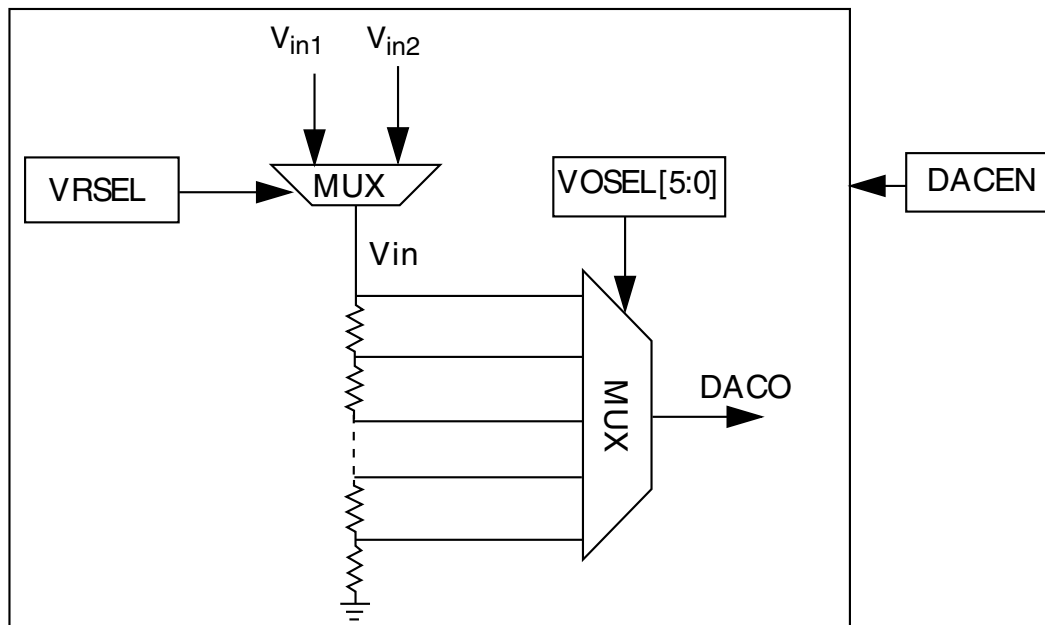 Vin1
Vin2
VRSEL
MUX
VOSEL[5:0]
DACEN
Vin
MUX
DACO